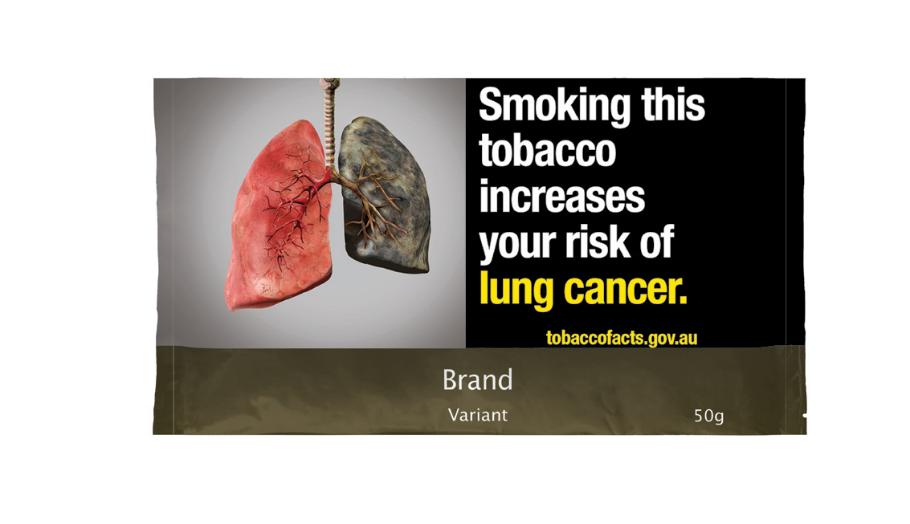 Smoking this
tobacco
increases
your risk of
lung cancer.
tobaccofacts.gov.au
Brand
Variant
50g